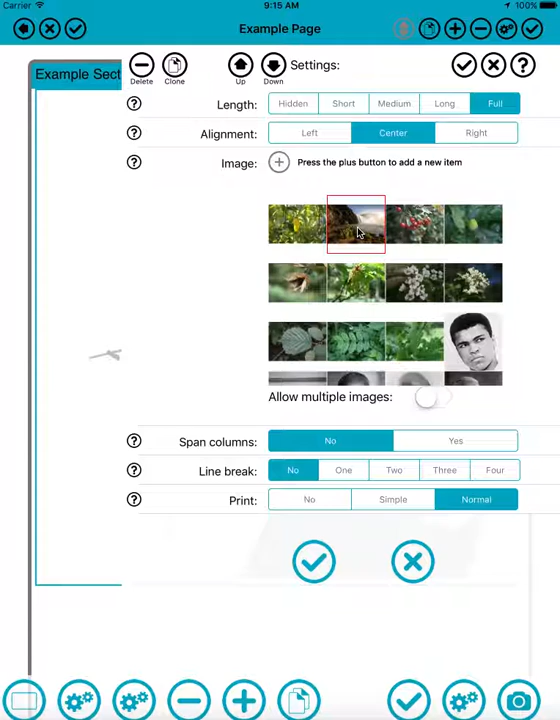 Carrier 9:15 AM 100%
Example Page
Example Sect
Delete Clone Up Down Settings:
Length: Hidden Short Medium Long Full
Alignment: Left Center Right
Image: Press the plus button to add a new item
Allow multiple images:
Span columns: No Yes
Line break: No One Two Three Four
Print: No Simple Normal